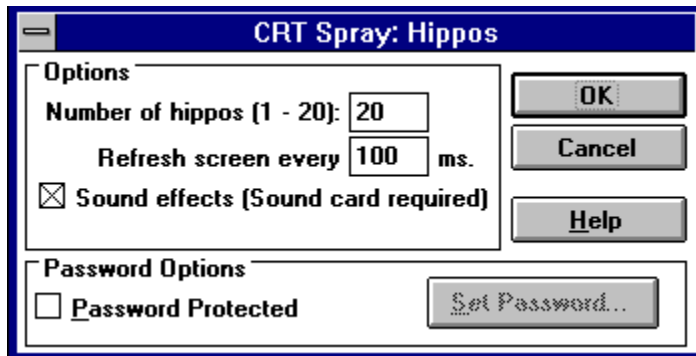 CRT Spray: Hippos
Options
Number of hippos (1 - 20): 20
Refresh screen every 100 ms.
Sound effects (Sound card required)
OK
Cancel
Help
Password Options
Password Protected
Set Password...